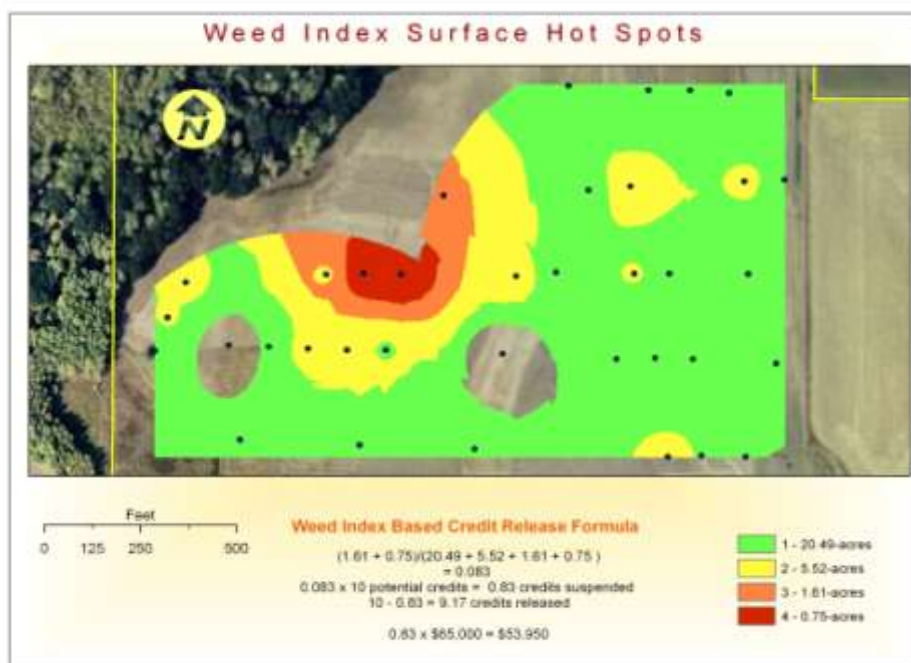 Weed Index Surface Hot Spots
N
Feet
0 125 250 500
Weed Index Based Credit Release Formula
(1.61 + 0.75)/(20.49 + 5.52 + 1.61 + 0.75 )
= 0.083
0.083 x 10 potential credits = 0.83 credits suspended
10 - 0.83 = 9.17 credits released
0.83 x $65.000 = $53.950
1 - 20.49-acres
2 - 5.52-acres
3 - 1.61-acres
4 - 0.75-acres